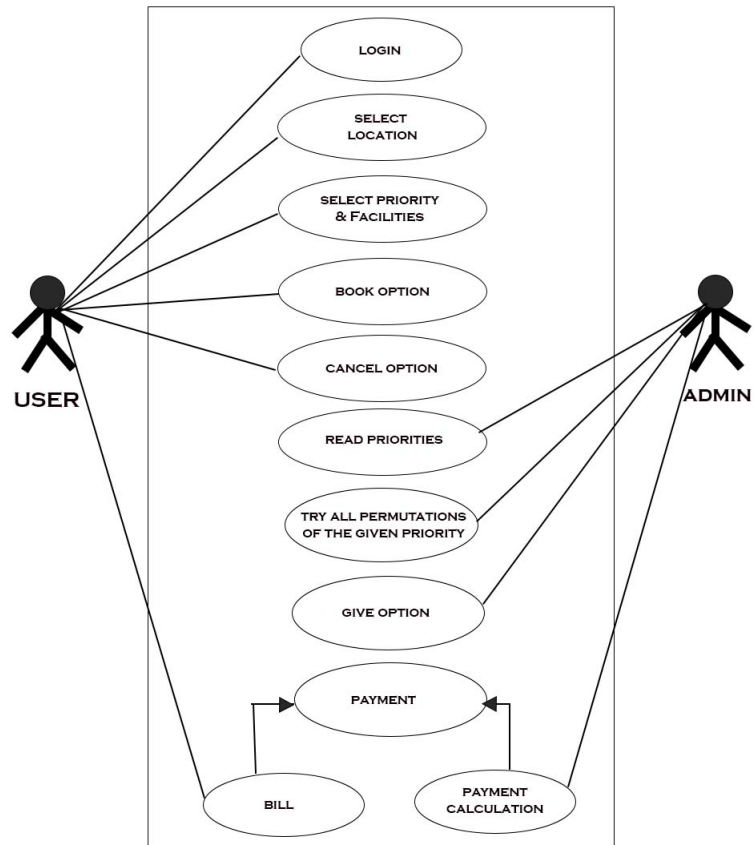 LOGIN
SELECT
LOCATION
SELECT PRIORITY
& FACILITIES
BOOK OPTION
CANCEL OPTION
USER
ADMIN
READ PRIORITIES
TRY ALL PERMUTATIONS
OF THE GIVEN PRIORITY
GIVE OPTION
PAYMENT
BILL
PAYMENT
CALCULATION